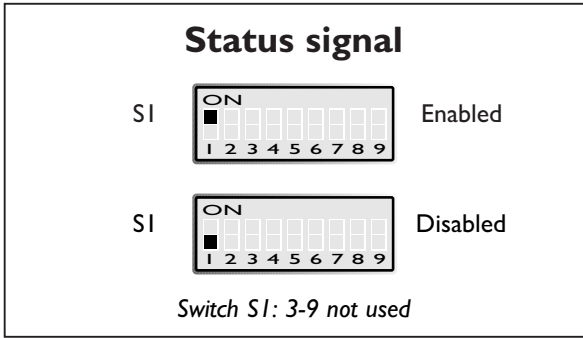 Status signal
S1 ON Enabled
1 2 3 4 5 6 7 8 9
S1 ON Disabled
1 2 3 4 5 6 7 8 9
Switch S1: 3-9 not used